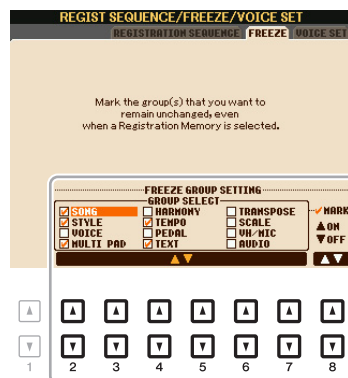 REGIST SEQUENCE/FREEZE/VOICE SET
REGISTRATION SEQUENCE FREEZE VOICE SET
Mark the group(s) that you want to
remain unchanged, even
when a Registration Memory is selected.
FREEZE GROUP SETTING
GROUP SELECT
SONG HARMONY TRANSPOSE MARK
STYLE TEMPO SCALE ON
VOICE PEDAL VH/MIC OFF
MULTI PAD TEXT AUDIO
1 2 3 4 5 6 7 8